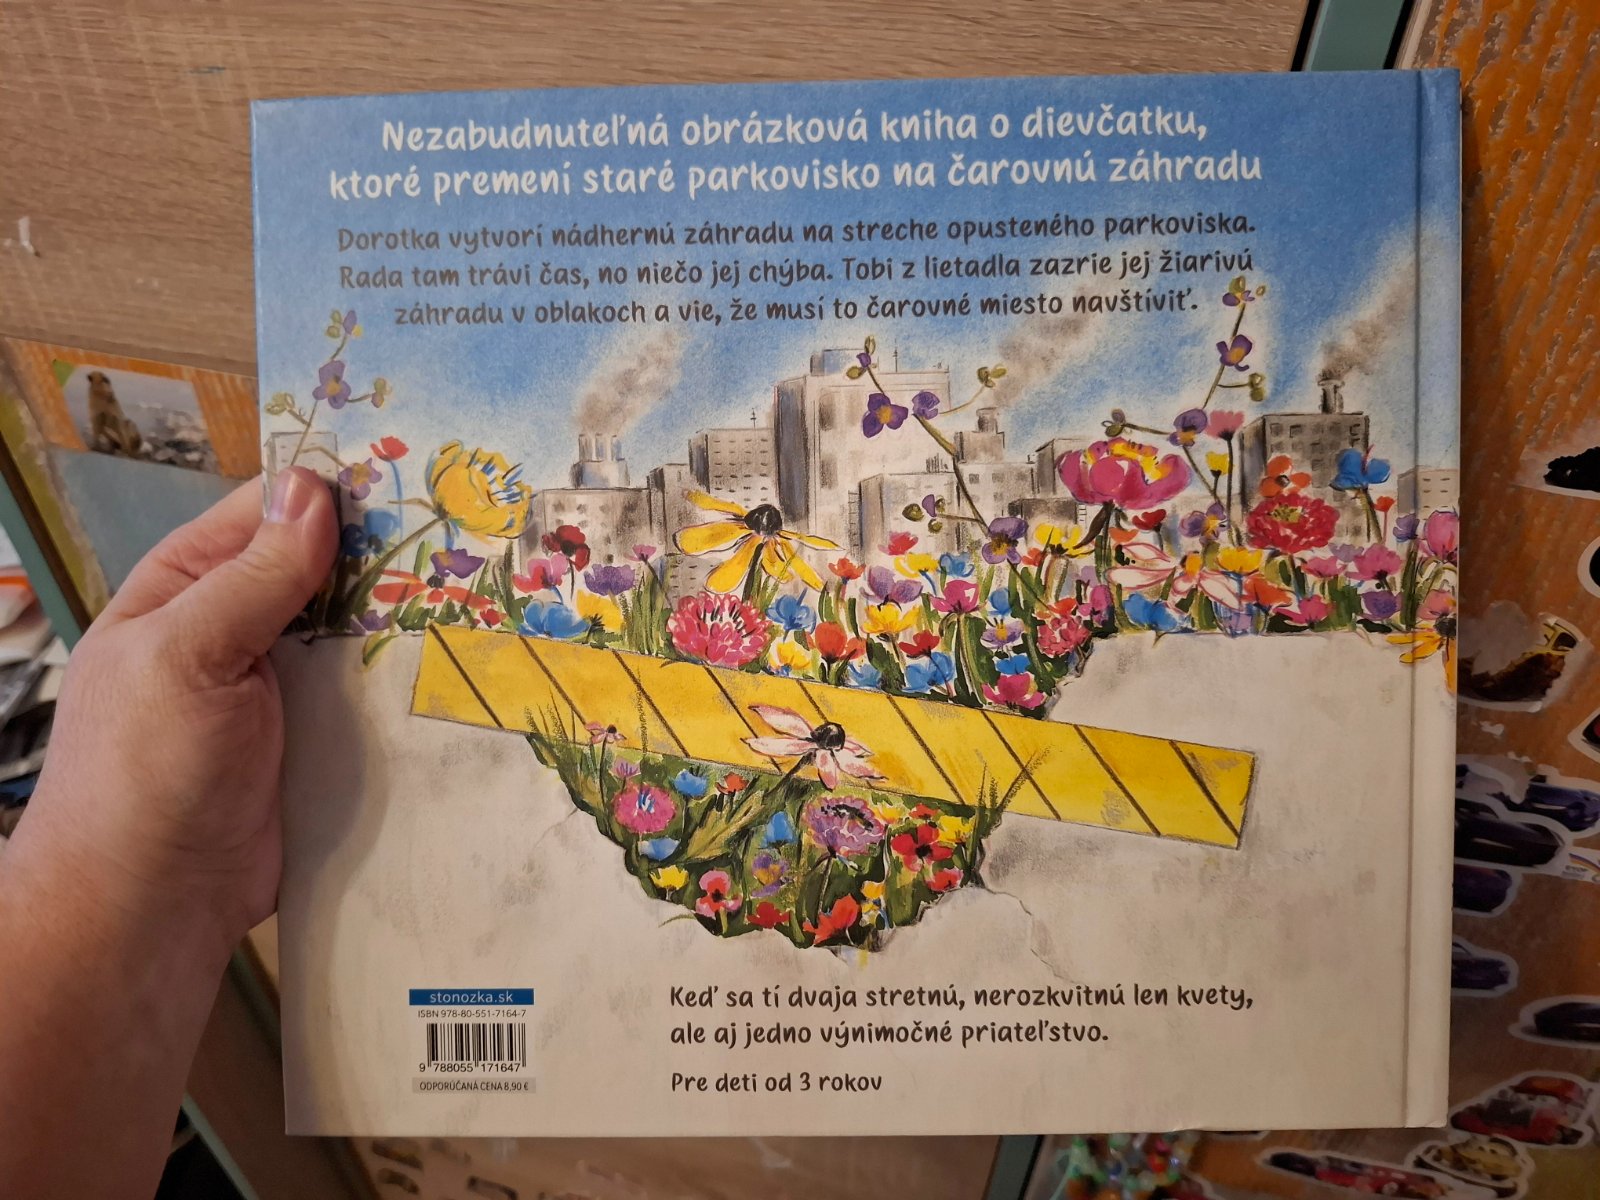 Nezabudnuteľná obrázková kniha o dievčatku,
ktoré premení staré parkovisko na čarovnú záhradu
Dorotka vytvorí nádhernú záhradu na streche opusteného parkoviska.
Rada tam trávi čas, no niečo jej chýba. Tobi z lietadla zazrie jej žiarivú
záhradu v oblakoch a vie, že musí to čarovné miesto navštíviť.
stonozka.sk
ISBN 978-80-551-7164-7
9 788055 171647
ODPORÚČANÁ CENA 8,90 €
Keď sa tí dvaja stretnú, nerozkvitnú len kvety,
ale aj jedno výnimočné priateľstvo.
Pre deti od 3 rokov